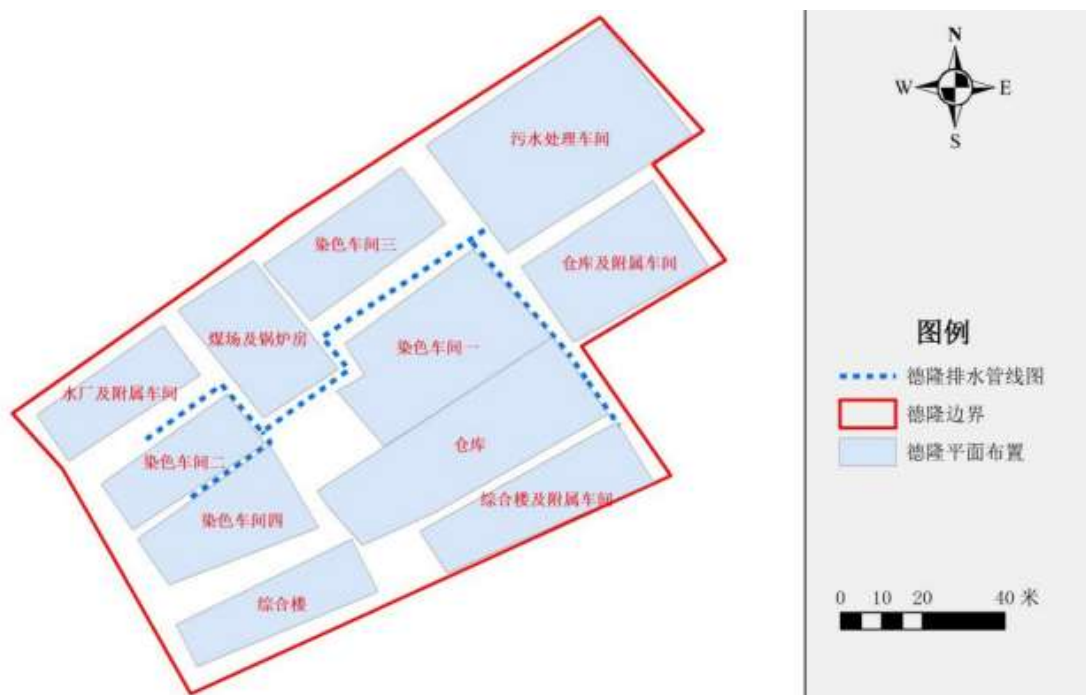 污水处理车间
染色车间三
仓库及附属车间
煤场及锅炉房
染色车间一
水厂及附属车间
仓库
染色车间二
综合楼及附属车间
染色车间四
综合楼
N
W
E
S
图例
德隆排水管线图
德隆边界
德隆平面布置
0 10 20 40 米